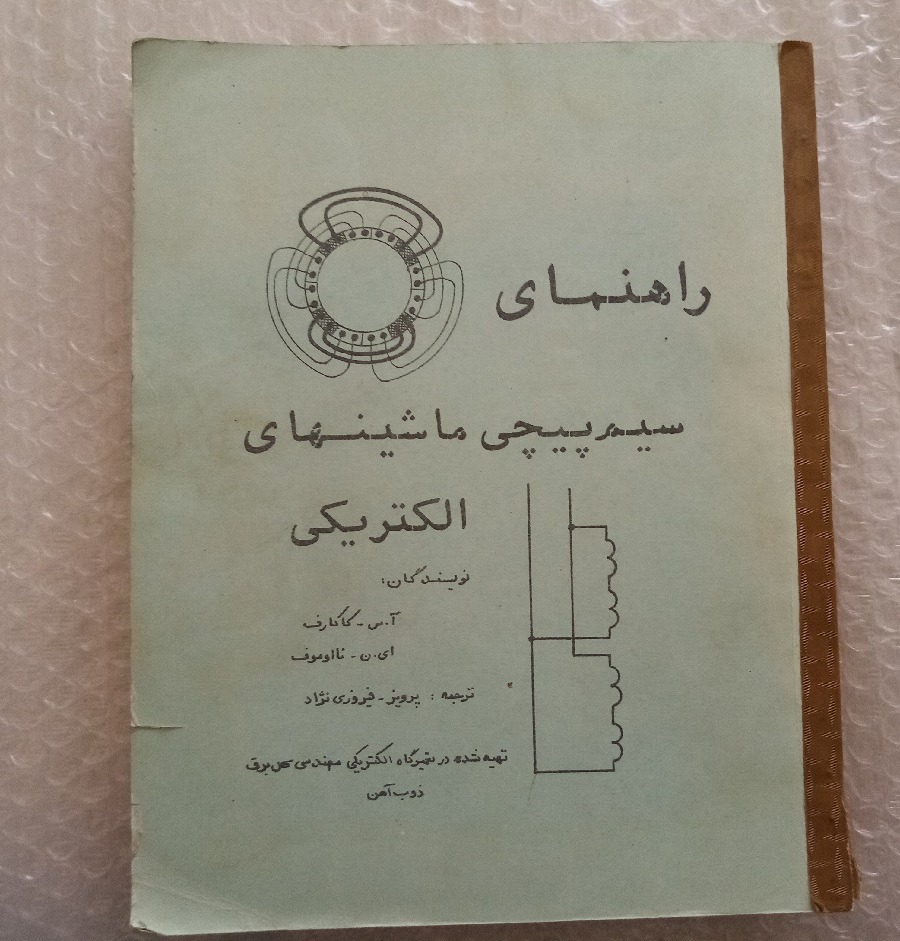 راهنمای
سیم پیچی ماشینهای
الکتریکی
نویسندگان:
آ.س - کاکارف
ای.ن - نااوموف
ترجمه : پرویز - فیروزی نژاد
تهیه شده در تعمیرگاه الکتریکی مهندسی کل برق
ذوب آهن